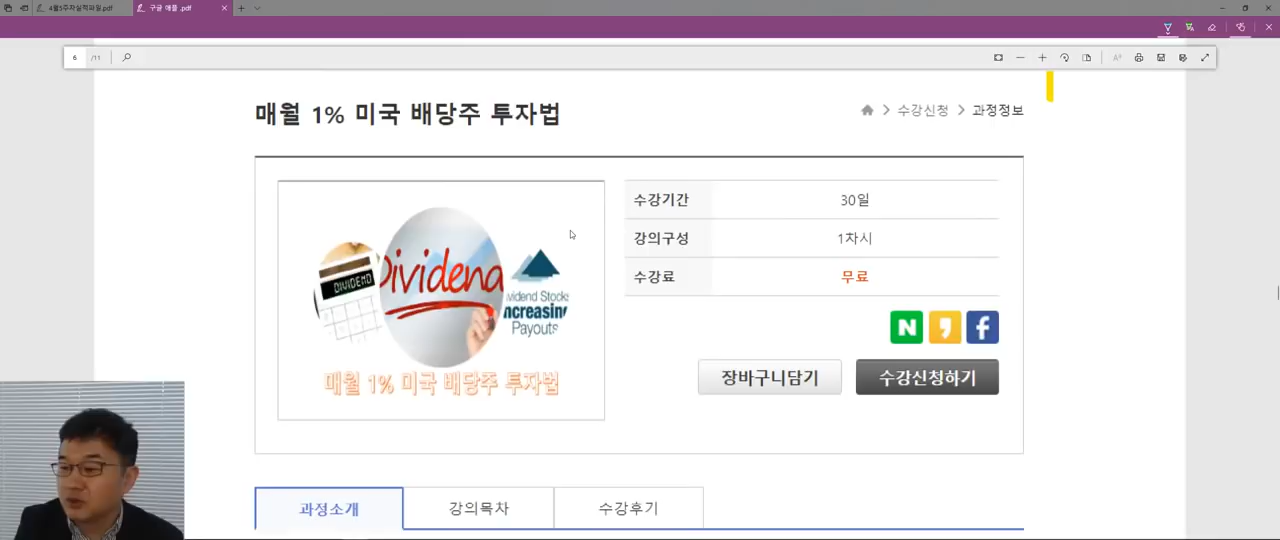 4월5주차실적파일.pdf
구글 애플 .pdf
6 /11
매월 1% 미국 배당주 투자법
수강신청 과정정보
수강기간 30일
강의구성 1차시
수강료 무료
DIVIDEND
Dividend
vidend Stocks
ncreasin
Payouts
매월 1% 미국 배당주 투자법
N f
장바구니담기 수강신청하기
과정소개 강의목차 수강후기